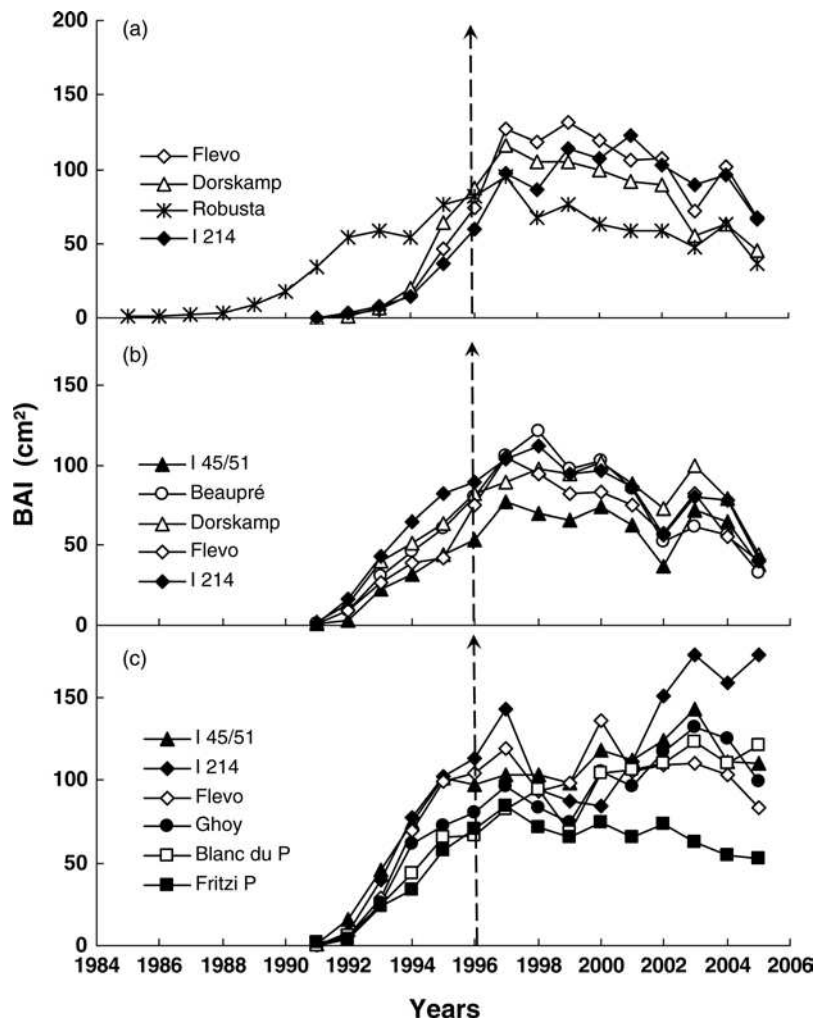 (a)
200
150
100
50
0
Flevo
Dorskamp
Robusta
I 214
(b)
150
100
50
0
I 45/51
Beaupré
Dorskamp
Flevo
I 214
BAI (cm²)
(c)
150
100
50
0
I 45/51
I 214
Flevo
Ghoy
Blanc du P
Fritzi P
1984 1986 1988 1990 1992 1994 1996 1998 2000 2002 2004 2006
Years